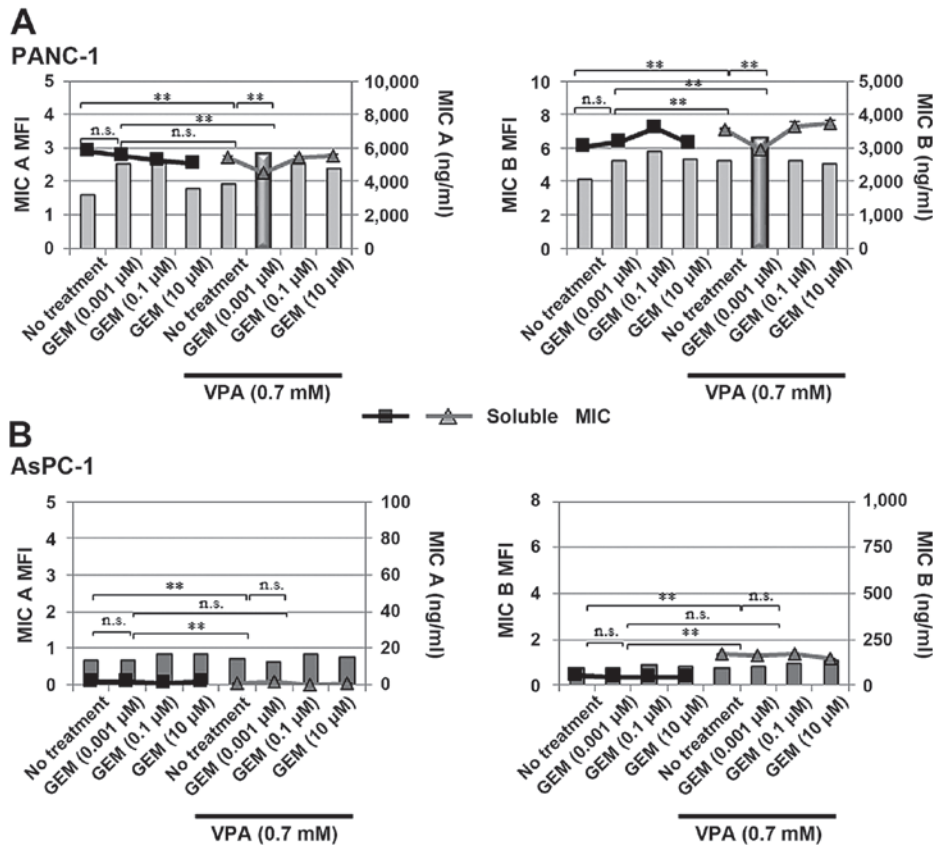 A
PANC-1
MIC A MFI
5
4
3
2
1
0
10,000
8,000
6,000
4,000
2,000
0
MIC A (ng/ml)
** **
**
n.s.
n.s.
No treatment
GEM (0.001 µM)
GEM (0.1 µM)
GEM (10 µM)
No treatment
GEM (0.001 µM)
GEM (0.1 µM)
GEM (10 µM)
VPA (0.7 mM)
MIC B MFI
10
8
6
4
2
0
5,000
4,000
3,000
2,000
1,000
0
MIC B (ng/ml)
** **
**
n.s.
**
No treatment
GEM (0.001 µM)
GEM (0.1 µM)
GEM (10 µM)
No treatment
GEM (0.001 µM)
GEM (0.1 µM)
GEM (10 µM)
VPA (0.7 mM)
Soluble MIC
B
AsPC-1
MIC A MFI
5
4
3
2
1
0
100
80
60
40
20
0
MIC A (ng/ml)
** n.s.
n.s.
n.s.
**
No treatment
GEM (0.001 µM)
GEM (0.1 µM)
GEM (10 µM)
No treatment
GEM (0.001 µM)
GEM (0.1 µM)
GEM (10 µM)
VPA (0.7 mM)
MIC B MFI
8
6
4
2
0
1,000
750
500
250
0
MIC B (ng/ml)
** n.s.
n.s.
n.s.
**
No treatment
GEM (0.001 µM)
GEM (0.1 µM)
GEM (10 µM)
No treatment
GEM (0.001 µM)
GEM (0.1 µM)
GEM (10 µM)
VPA (0.7 mM)